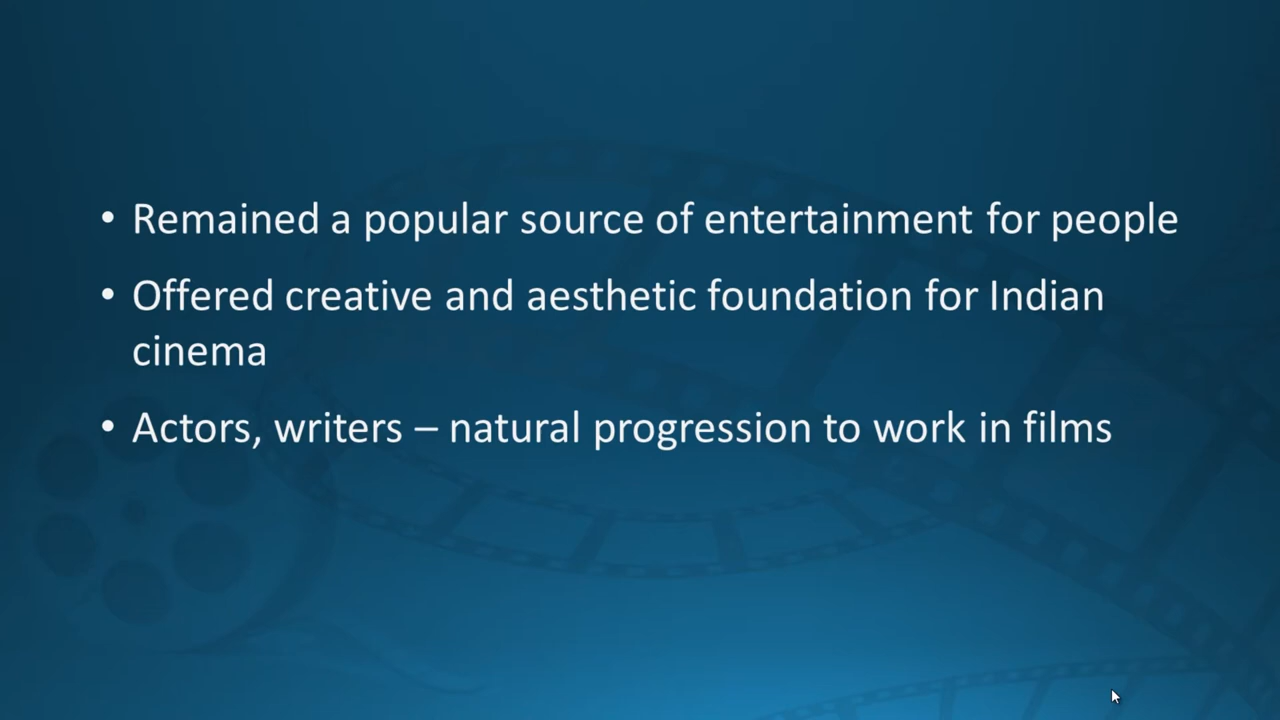 • Remained a popular source of entertainment for people
• Offered creative and aesthetic foundation for Indian
cinema
• Actors, writers – natural progression to work in films